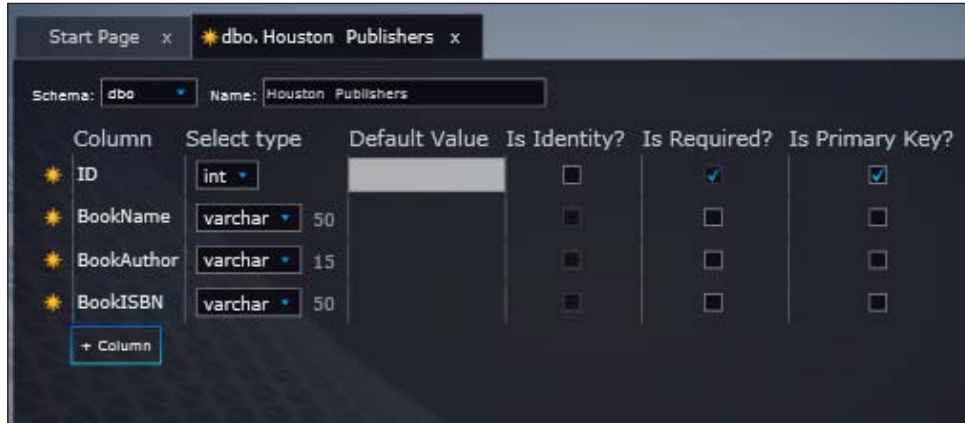 Start Page x dbo. Houston Publishers x
Schema: dbo Name: Houston Publishers
Column Select type Default Value Is Identity? Is Required? Is Primary Key?
ID int
BookName varchar 50
BookAuthor varchar 15
BookISBN varchar 50
+ Column